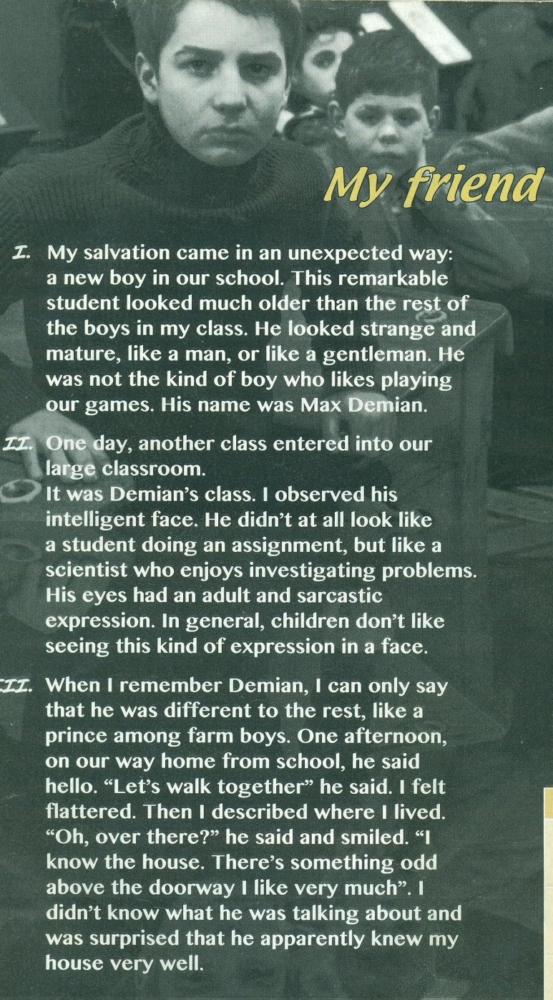 My friend
I. My salvation came in an unexpected way:
a new boy in our school. This remarkable
student looked much older than the rest of
the boys in my class. He looked strange and
mature, like a man, or like a gentleman. He
was not the kind of boy who likes playing
our games. His name was Max Demian.
II. One day, another class entered into our
large classroom.
It was Demian's class. I observed his
intelligent face. He didn't at all look like
a student doing an assignment, but like a
scientist who enjoys investigating problems.
His eyes had an adult and sarcastic
expression. In general, children don't like
seeing this kind of expression in a face.
III. When I remember Demian, I can only say
that he was different to the rest, like a
prince among farm boys. One afternoon,
on our way home from school, he said
hello. “Let's walk together” he said. I felt
flattered. Then I described where I lived.
“Oh, over there?” he said and smiled. “I
know the house. There's something odd
above the doorway I like very much”. I
didn't know what he was talking about and
was surprised that he apparently knew my
house very well.